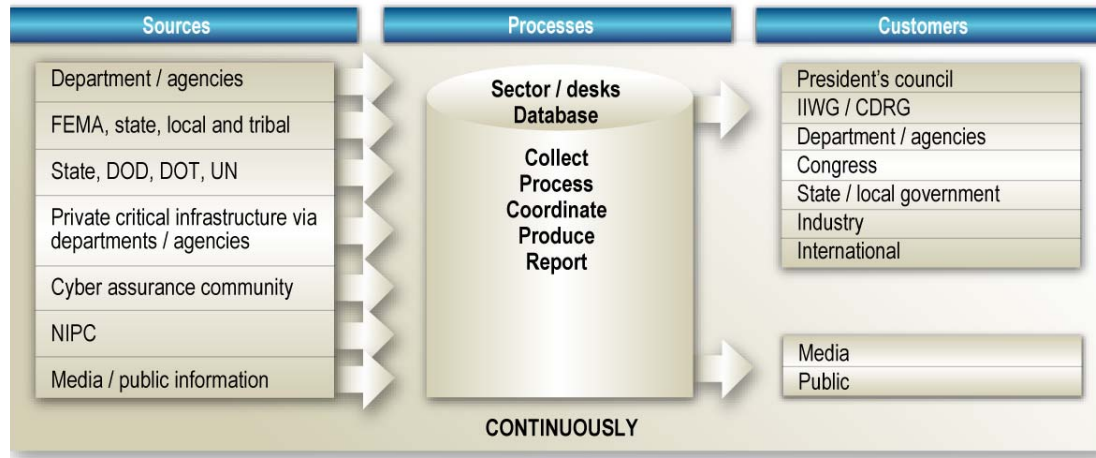 Sources
Processes
Customers
Department / agencies
FEMA, state, local and tribal
State, DOD, DOT, UN
Private critical infrastructure via
departments / agencies
Cyber assurance community
NIPC
Media / public information
Sector / desks
Database
Collect
Process
Coordinate
Produce
Report
CONTINUOUSLY
President's council
IIWG / CDRG
Department / agencies
Congress
State / local government
Industry
International
Media
Public